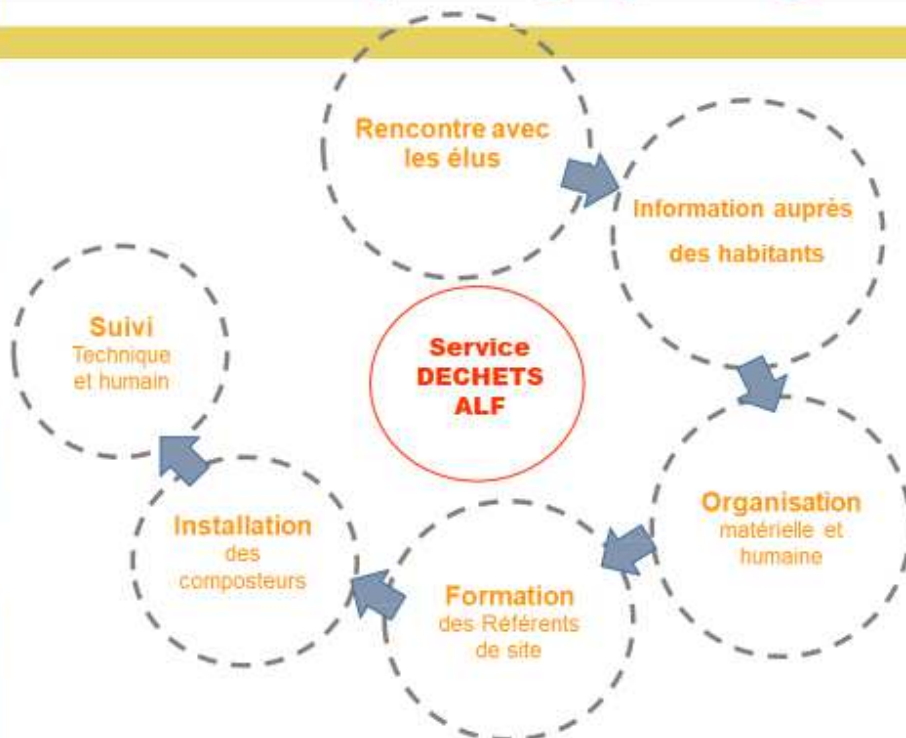 Rencontre avec
les élus
Information auprès
des habitants
Organisation
matérielle et
humaine
Formation
des Référents
de site
Installation
des
composteurs
Suivi
Technique
et humain
Service
DECHETS
ALF